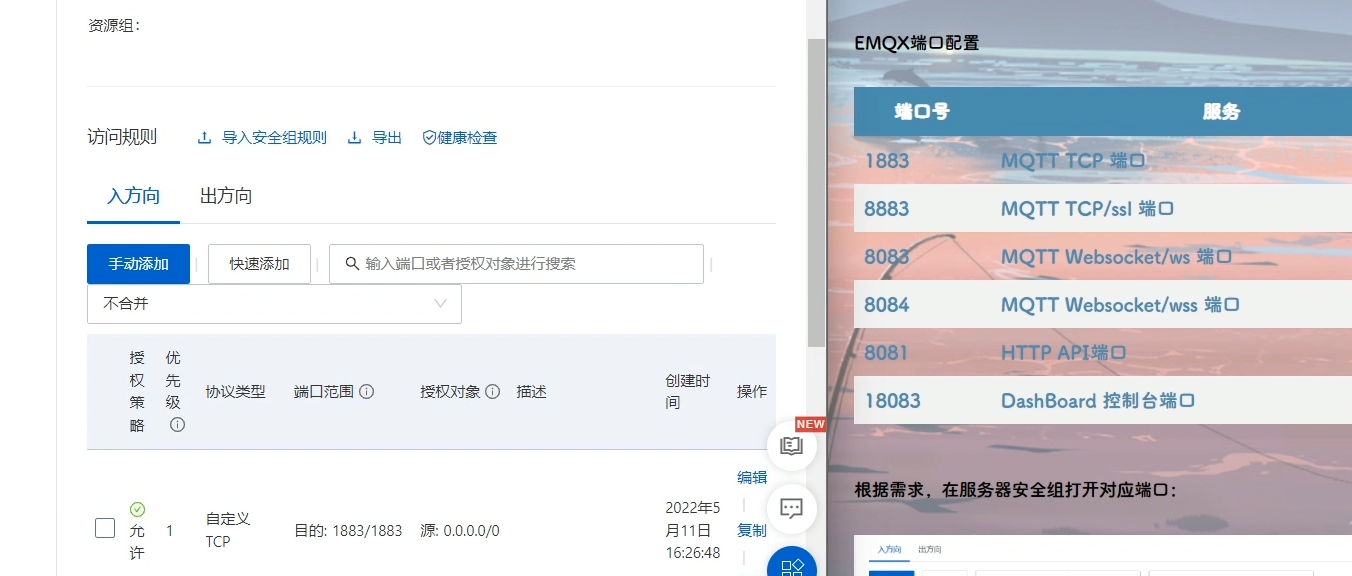 资源组：
访问规则
导入安全组规则
导出
健康检查
入方向
出方向
手动添加
快速添加
输入端口或者授权对象进行搜索
不合并
授权策略
优先级
协议类型
端口范围
授权对象
描述
创建时间
操作
NEW
编辑
允许
1
自定义
TCP
目的: 1883/1883
源: 0.0.0.0/0
2022年5
月11日
16:26:48
复制
EMQX端口配置
端口号 服务
1883 MQTT TCP 端口
8883 MQTT TCP/ssl 端口
8083 MQTT Websocket/ws 端口
8084 MQTT Websocket/wss 端口
8081 HTTP API端口
18083 DashBoard 控制台端口
根据需求，在服务器安全组打开对应端口：
入方向 出方向